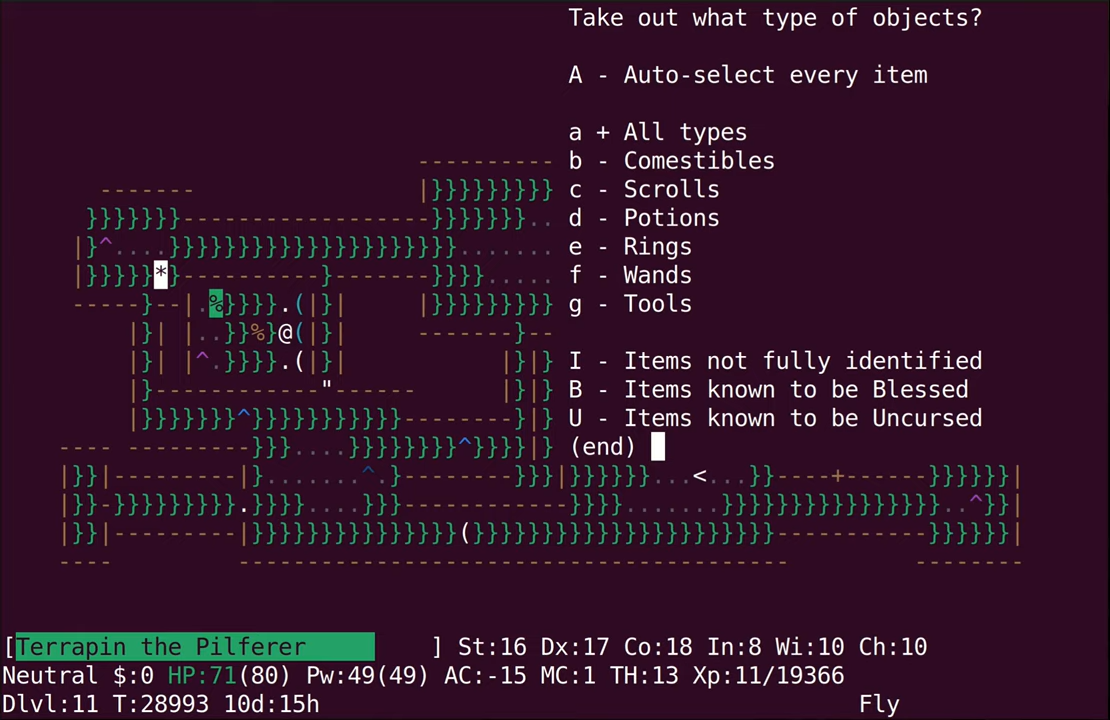 Take out what type of objects?
A - Auto-select every item
a + All types
---------- b - Comestibles
------- |}}}}}}}}} c - Scrolls
}}}}}}}------------------}}}}}}}.. d - Potions
|}^....}}}}}}}}}}}}}}}}}}}}}....... e - Rings
|}}}}}*}----------}-------}}}}..... f - Wands
-----}--|.%}}}}.(|}| |}}}}}}}}} g - Tools
|}| |..}}%}@(|}| -------}--
|}| |^.}}}}.(|}| |}|} I - Items not fully identified
|}------------"------ |}|} B - Items known to be Blessed
|}}}}}}}^}}}}}}}}}}}--------}|} U - Items known to be Uncursed
---- ---------}}}....}}}}}}}}^}}}}|} (end)
|}}|---------|}.......^.}--------}}}|}}}}}}...<...}}----+------}}}}}}|
|}}-}}}}}}}}}.}}}}....}}}------------}}}}.......}}}}}}}}}}}}}}}}..^}}|
|}}|---------|}}}}}}}}}}}}}}}(}}}}}}}}}}}}}}}}}}}}}}-----------}}}}}}|
---- ---------------------------------------- --------
[Terrapin the Pilferer ] St:16 Dx:17 Co:18 In:8 Wi:10 Ch:10
Neutral $:0 HP:71(80) Pw:49(49) AC:-15 MC:1 TH:13 Xp:11/19366
Dlvl:11 T:28993 10d:15h Fly